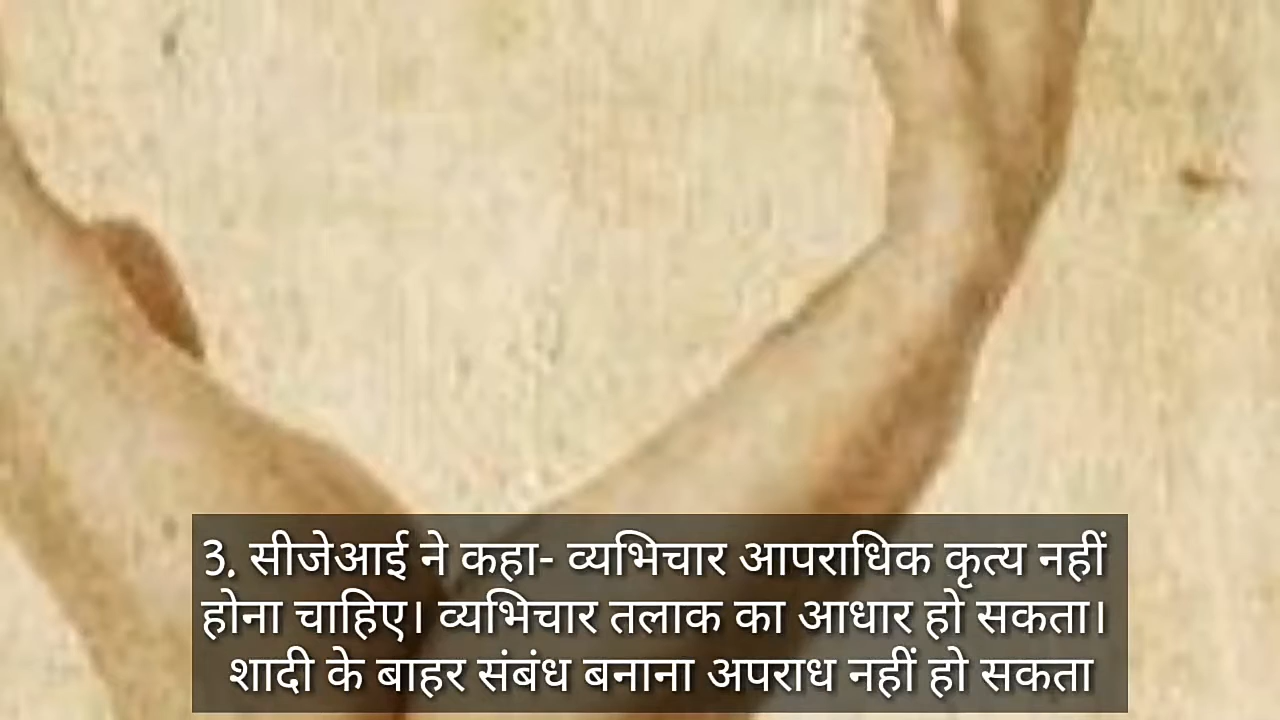 3. सीजेआई ने कहा- व्यभिचार आपराधिक कृत्य नहीं
होना चाहिए। व्यभिचार तलाक का आधार हो सकता।
शादी के बाहर संबंध बनाना अपराध नहीं हो सकता